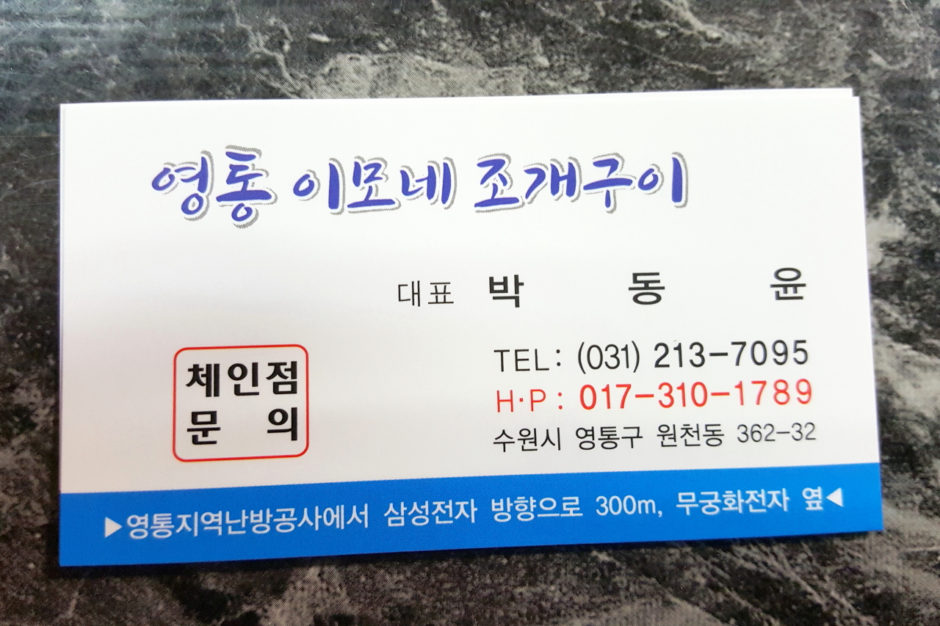 영통 이모네 조개구이
대표 박 동 윤
체인점
문 의
TEL: (031) 213-7095
H·P : 017-310-1789
수원시 영통구 원천동 362-32
▶영통지역난방공사에서 삼성전자 방향으로 300m, 무궁화전자 옆◀